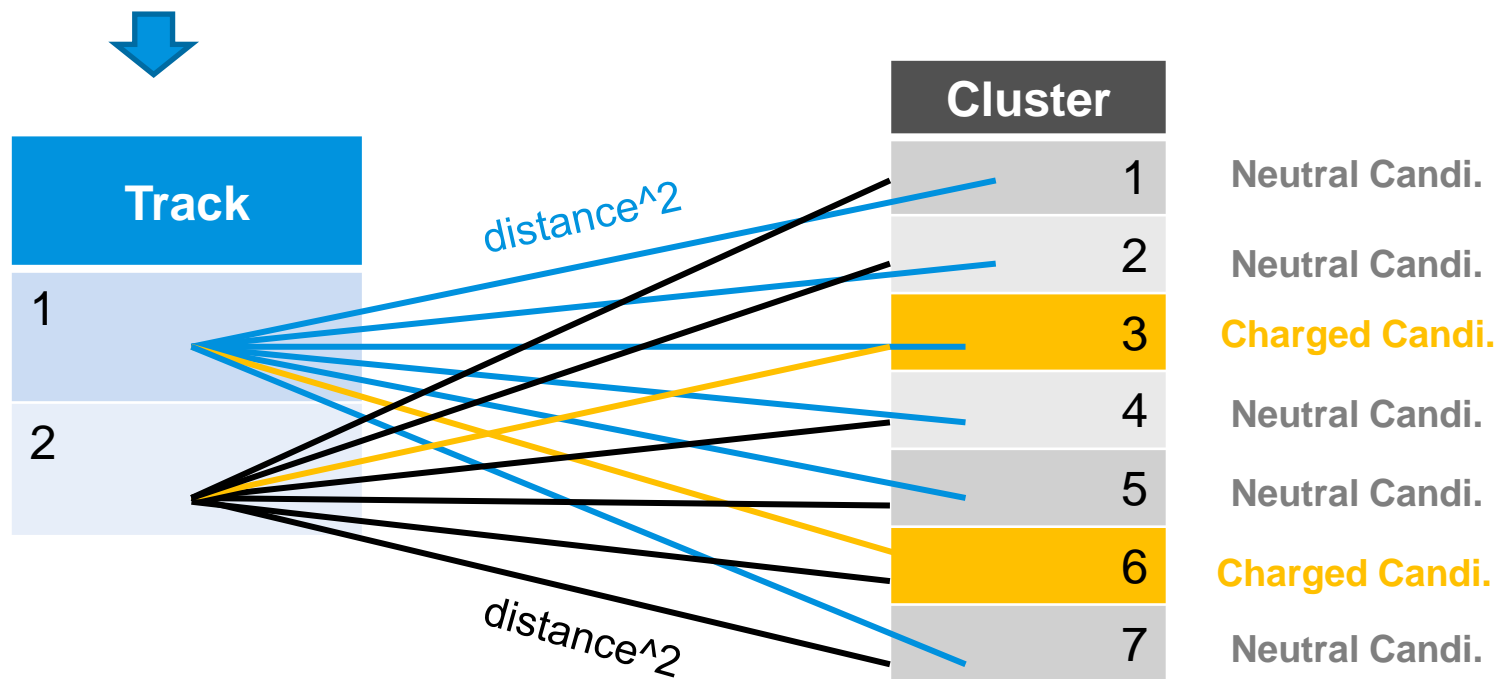 Track
1
2
distance^2
distance^2
Cluster
1 Neutral Candi.
2 Neutral Candi.
3 Charged Candi.
4 Neutral Candi.
5 Neutral Candi.
6 Charged Candi.
7 Neutral Candi.